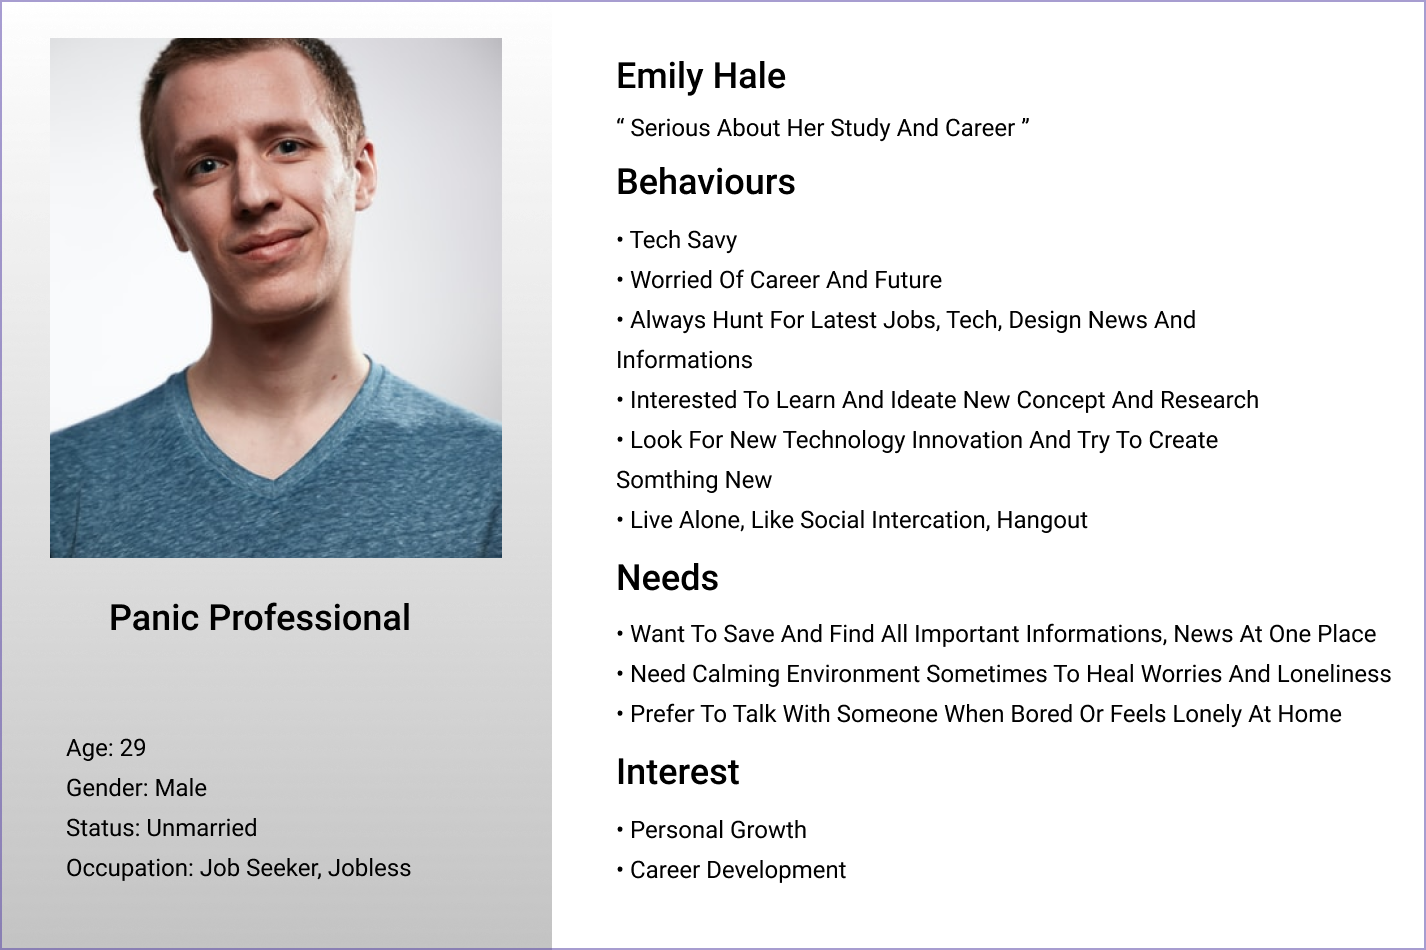 Emily Hale
“ Serious About Her Study And Career ”
Behaviours
• Tech Savy
• Worried Of Career And Future
• Always Hunt For Latest Jobs, Tech, Design News And
Informations
• Interested To Learn And Ideate New Concept And Research
• Look For New Technology Innovation And Try To Create
Somthing New
• Live Alone, Like Social Intercation, Hangout
Needs
• Want To Save And Find All Important Informations, News At One Place
• Need Calming Environment Sometimes To Heal Worries And Loneliness
• Prefer To Talk With Someone When Bored Or Feels Lonely At Home
Interest
• Personal Growth
• Career Development
Panic Professional
Age: 29
Gender: Male
Status: Unmarried
Occupation: Job Seeker, Jobless